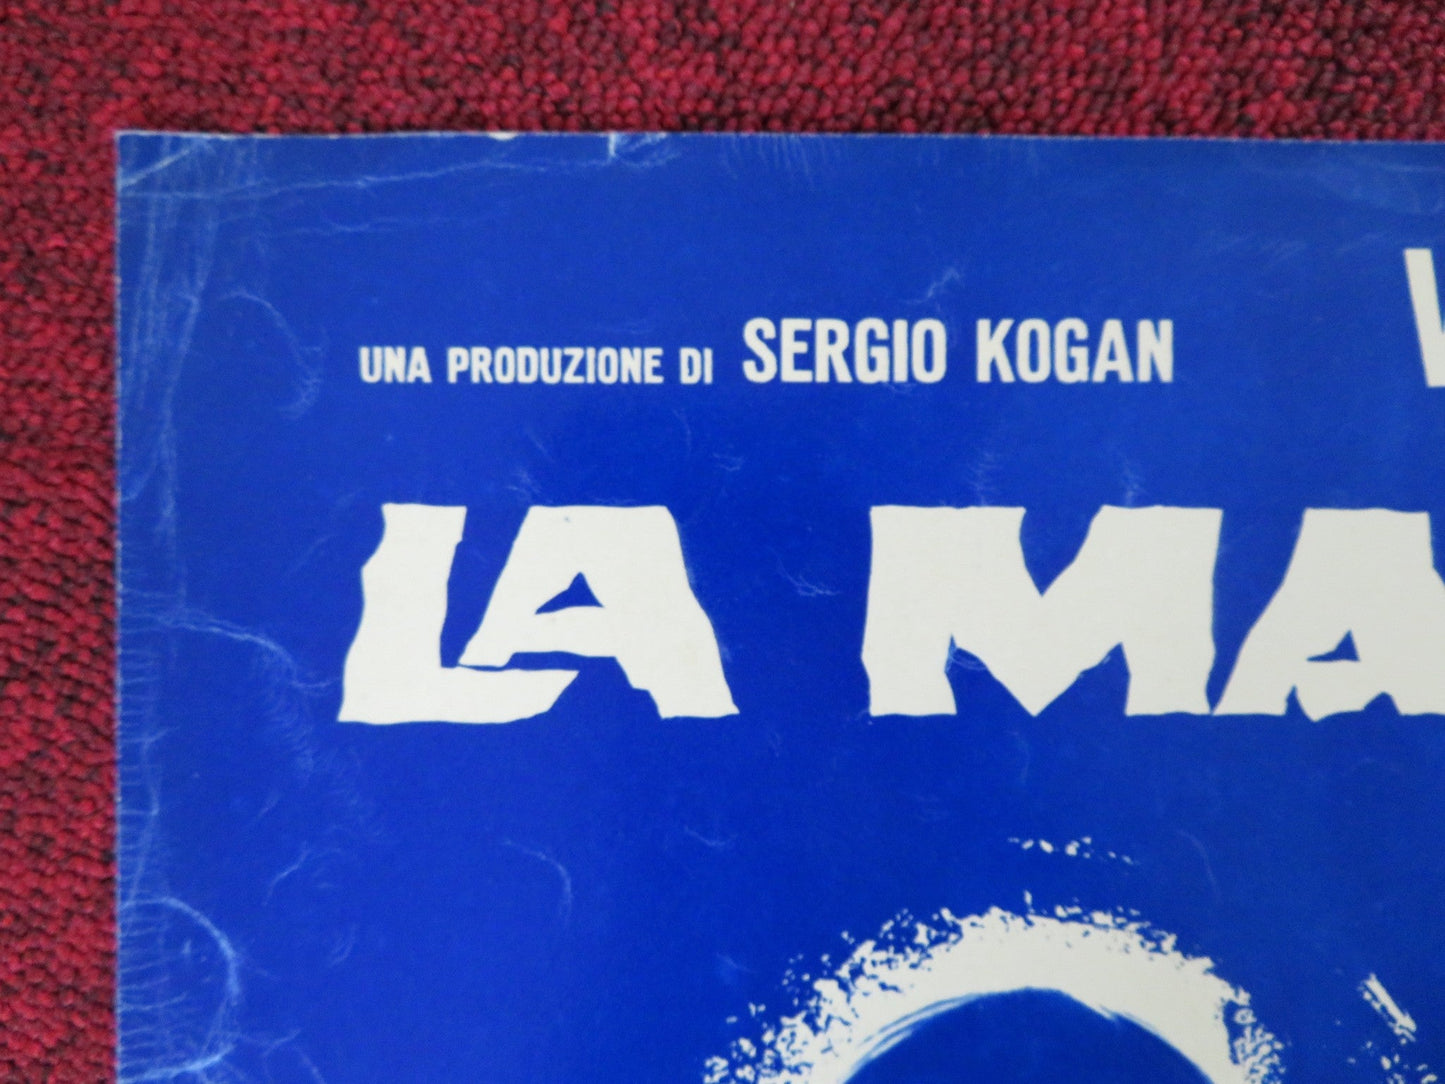 UNA PRODUZIONE DI SERGIO KOGAN
LA MA